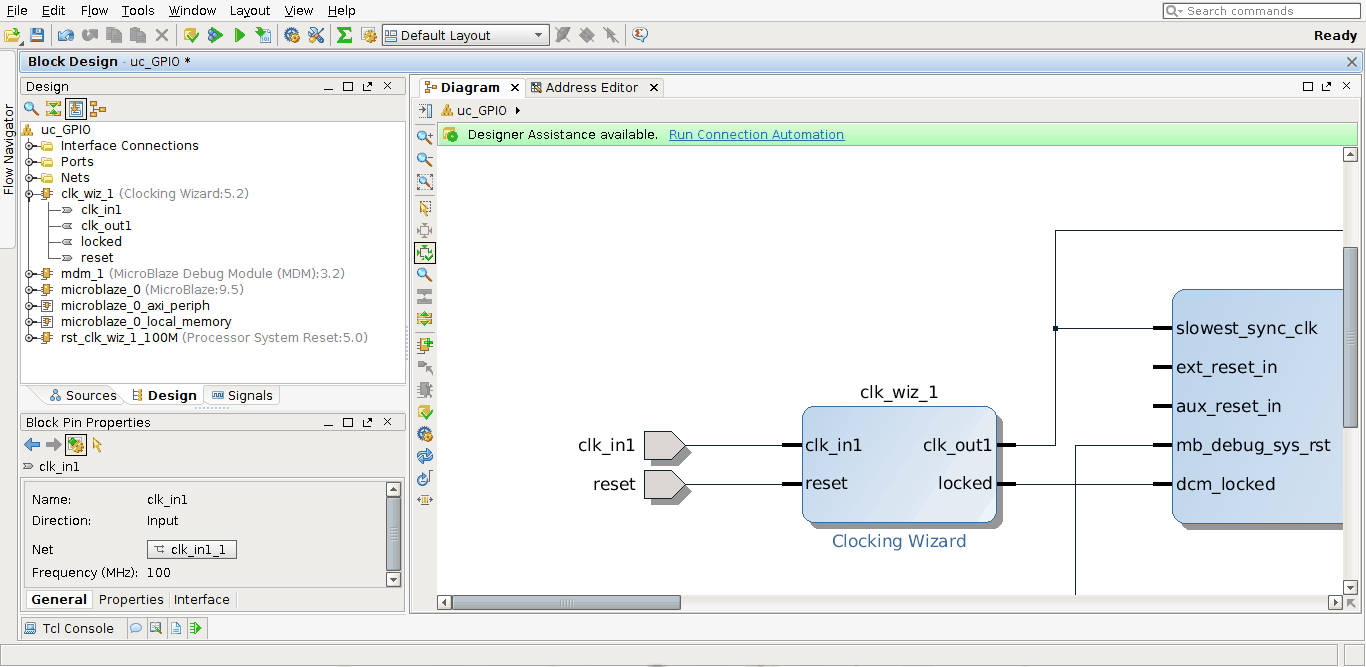 File Edit Flow Tools Window Layout View Help
Search commands
Default Layout
Ready
Block Design - uc_GPIO *
Flow Navigator
Design
uc_GPIO
Interface Connections
Ports
Nets
clk_wiz_1 (Clocking Wizard:5.2)
clk_in1
clk_out1
locked
reset
mdm_1 (MicroBlaze Debug Module (MDM):3.2)
microblaze_0 (MicroBlaze:9.5)
microblaze_0_axi_periph
microblaze_0_local_memory
rst_clk_wiz_1_100M (Processor System Reset:5.0)
Sources Design Signals
Block Pin Properties
clk_in1
Name: clk_in1
Direction: Input
Net clk_in1_1
Frequency (MHz): 100
General Properties Interface
Tcl Console
Diagram Address Editor
uc_GPIO
Designer Assistance available. Run Connection Automation
clk_in1
reset
clk_wiz_1
clk_in1 clk_out1
reset locked
Clocking Wizard
slowest_sync_clk
ext_reset_in
aux_reset_in
mb_debug_sys_rst
dcm_locked